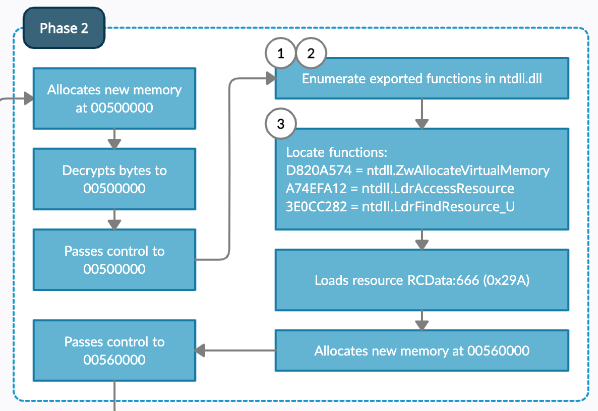 Phase 2
Allocates new memory
at 00500000
Decrypts bytes to
00500000
Passes control to
00500000
1
2
Enumerate exported functions in ntdll.dll
3
Locate functions:
D820A574 = ntdll.ZwAllocateVirtualMemory
A74EFA12 = ntdll.LdrAccessResource
3E0CC282 = ntdll.LdrFindResource_U
Loads resource RCData:666 (0x29A)
Allocates new memory at 00560000
Passes control to
00560000